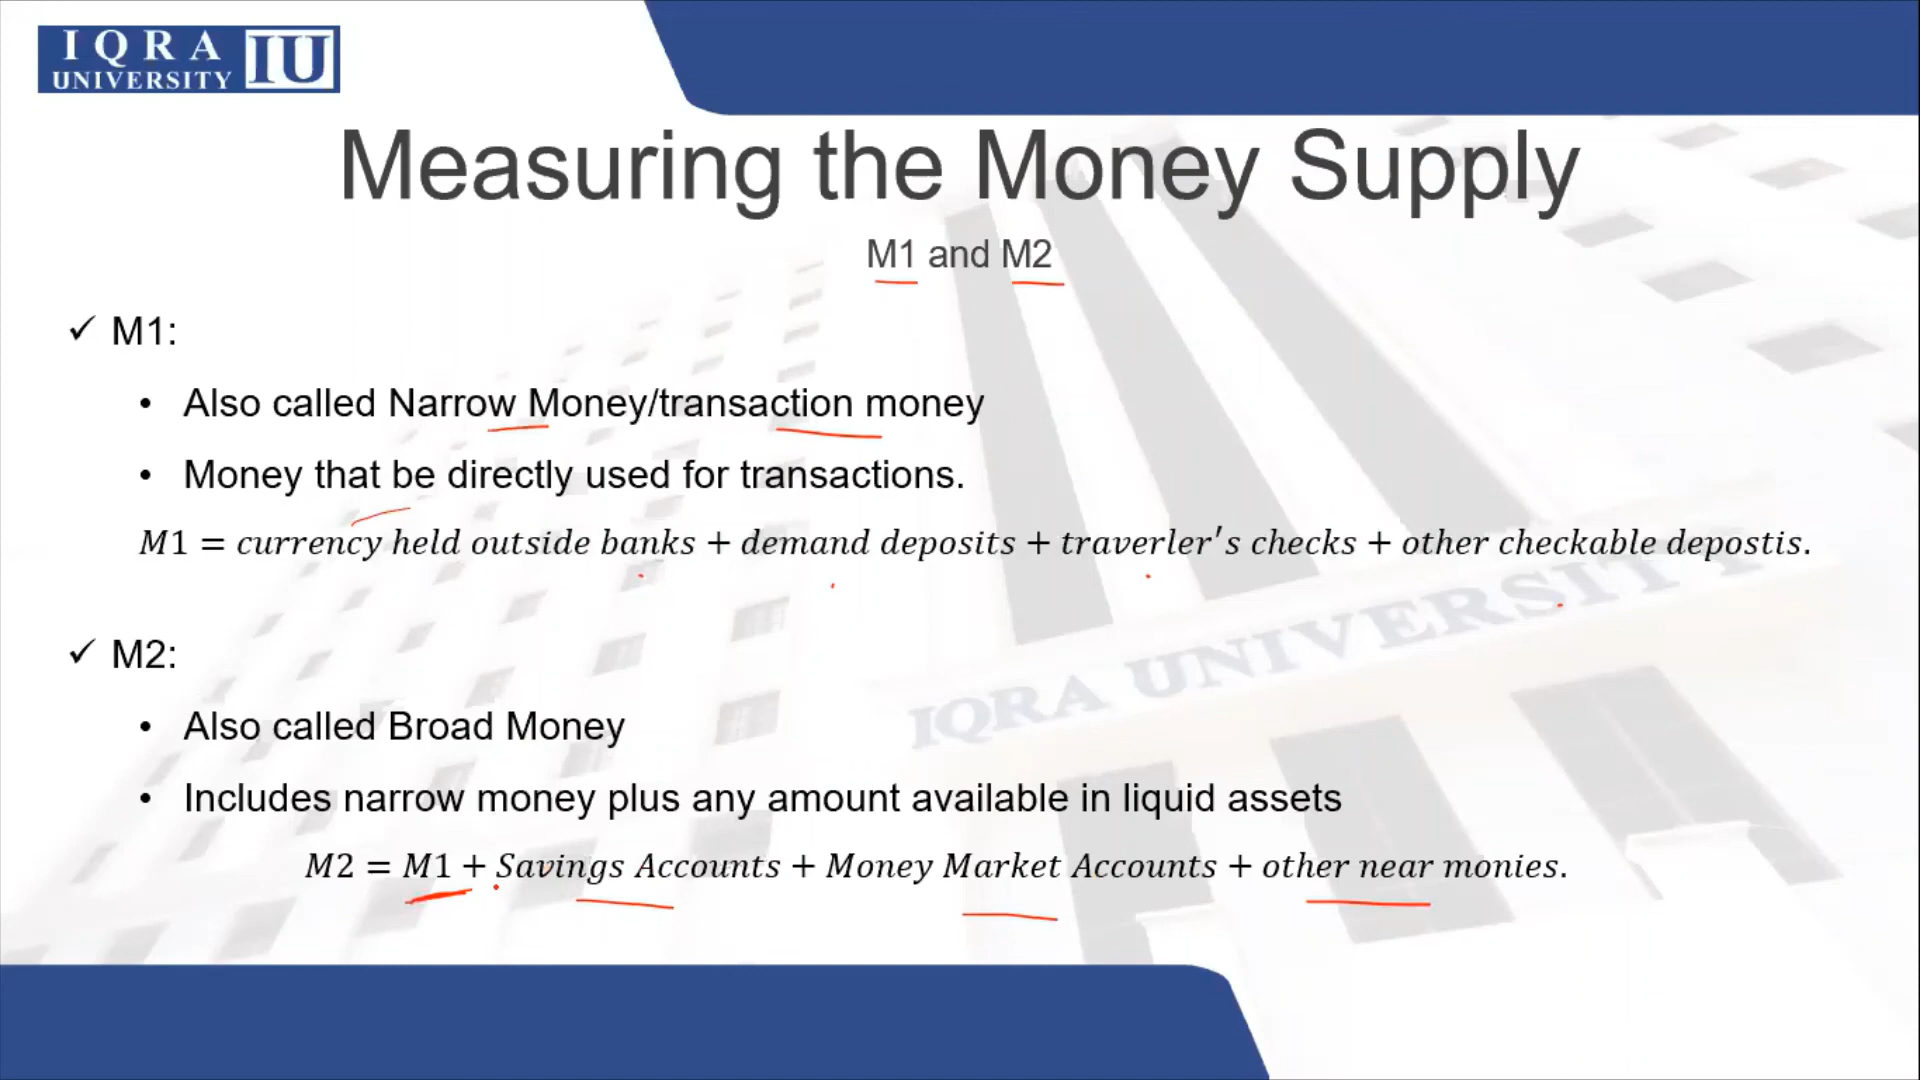 IQRA
UNIVERSITY IU
Measuring the Money Supply
M1 and M2
✓ M1:
• Also called Narrow Money/transaction money
• Money that be directly used for transactions.
M1 = currency held outside banks + demand deposits + traverler's checks + other checkable depostis.
IQRA UNIVERSITY
✓ M2:
• Also called Broad Money
• Includes narrow money plus any amount available in liquid assets
M2 = M1 + Savings Accounts + Money Market Accounts + other near monies.